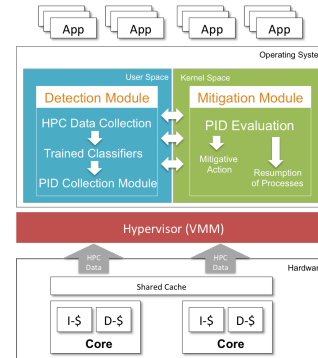 App App App App
Operating Syste
User Space Kernel Space
Detection Module Mitigation Module
HPC Data Collection PID Evaluation
Trained Classifiers Mitigative
Action
PID Collection Module Resumption
of Processes
Hypervisor (VMM)
HPC
Data
HPC
Data
Hardwar
Shared Cache
I-$ D-$ I-$ D-$
Core Core